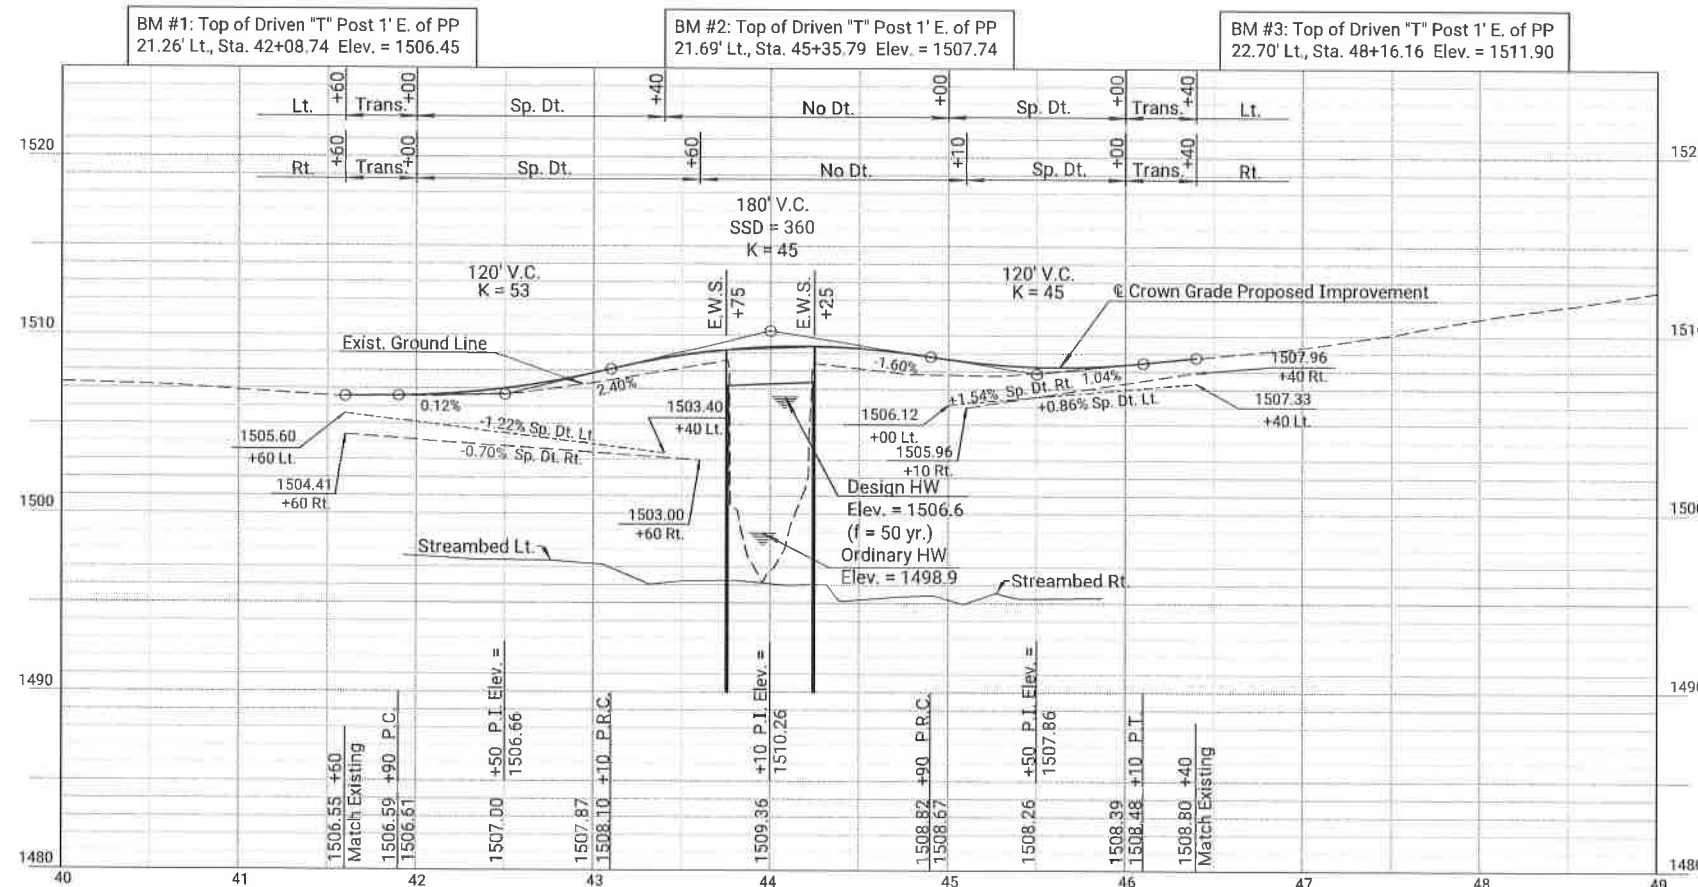 BM #1: Top of Driven "T" Post 1' E. of PP
21.26' Lt., Sta. 42+08.74 Elev. = 1506.45
BM #2: Top of Driven "T" Post 1' E. of PP
21.69' Lt., Sta. 45+35.79 Elev. = 1507.74
BM #3: Top of Driven "T" Post 1' E. of PP
22.70' Lt., Sta. 48+16.16 Elev. = 1511.90
Lt. +60 Trans. +00 Sp. Dt. +40 No Dt. +00 Sp. Dt. +00 Trans. +40 Lt.
Rt. +60 Trans. +00 Sp. Dt. +60 No Dt. +10 Sp. Dt. +00 Trans. +40 Rt.
1520
152
180' V.C.
SSD = 360
K = 45
120' V.C.
K = 53
E.W.S.
+75
E.W.S.
+25
120' V.C.
K = 45
℄ Crown Grade Proposed Improvement
1510
151
Exist. Ground Line
0.12%
2.40%
-1.60%
1.04%
1507.96
+40 Rt.
+1.54% Sp. Dt. Rt.
+0.86% Sp. Dt. Lt.
1507.33
+40 Lt.
1503.40
+40 Lt.
1506.12
+00 Lt.
1505.96
+10 Rt.
-1.22% Sp. Dt. Lt.
-0.70% Sp. Dt. Rt.
1505.60
+60 Lt.
1504.41
+60 Rt.
1503.00
+60 Rt.
1500
1500
Design HW
Elev. = 1506.6
(f = 50 yr.)
Ordinary HW
Elev. = 1498.9
Streambed Lt.
Streambed Rt.
1490
1490
1506.55 +60
Match Existing
1506.59 +90 P.C.
1506.61
+50 P.I. Elev. =
1506.66
1507.00
1507.87
1508.10 +10 P.R.C.
+10 P.I. Elev. =
1510.26
1509.36
1508.82 +90 P.R.C.
1508.67
+50 P.I. Elev. =
1507.86
1508.26
1508.39
1508.48 +10 P.T.
1508.80 +40
Match Existing
1480
1480
40 41 42 43 44 45 46 47 48 49